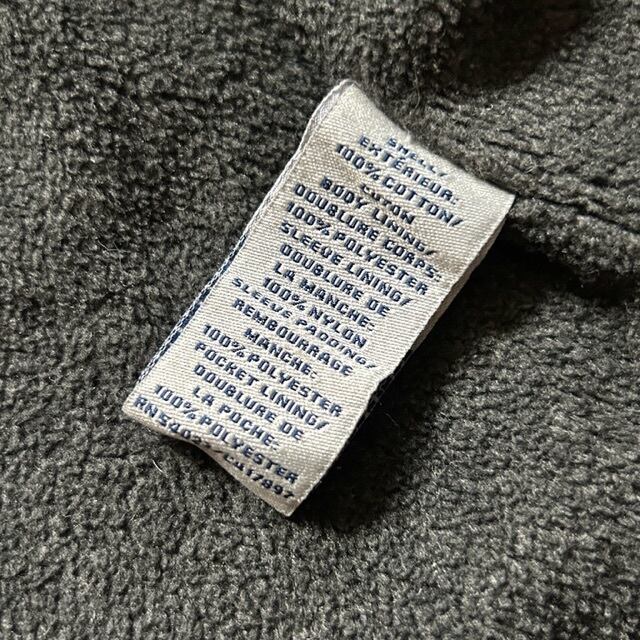 SHELL/
EXTÉRIEUR:
100% COTTON/
COTON
BODY LINING/
DOUBLURE CORPS:
100% POLYESTER
SLEEVE LINING/
DOUBLURE DE
LA MANCHE:
100% NYLON
SLEEVE PADDING/
REMBOURRAGE
MANCHE:
100% POLYESTER
POCKET LINING/
DOUBLURE DE
LA POCHE:
100% POLYESTER